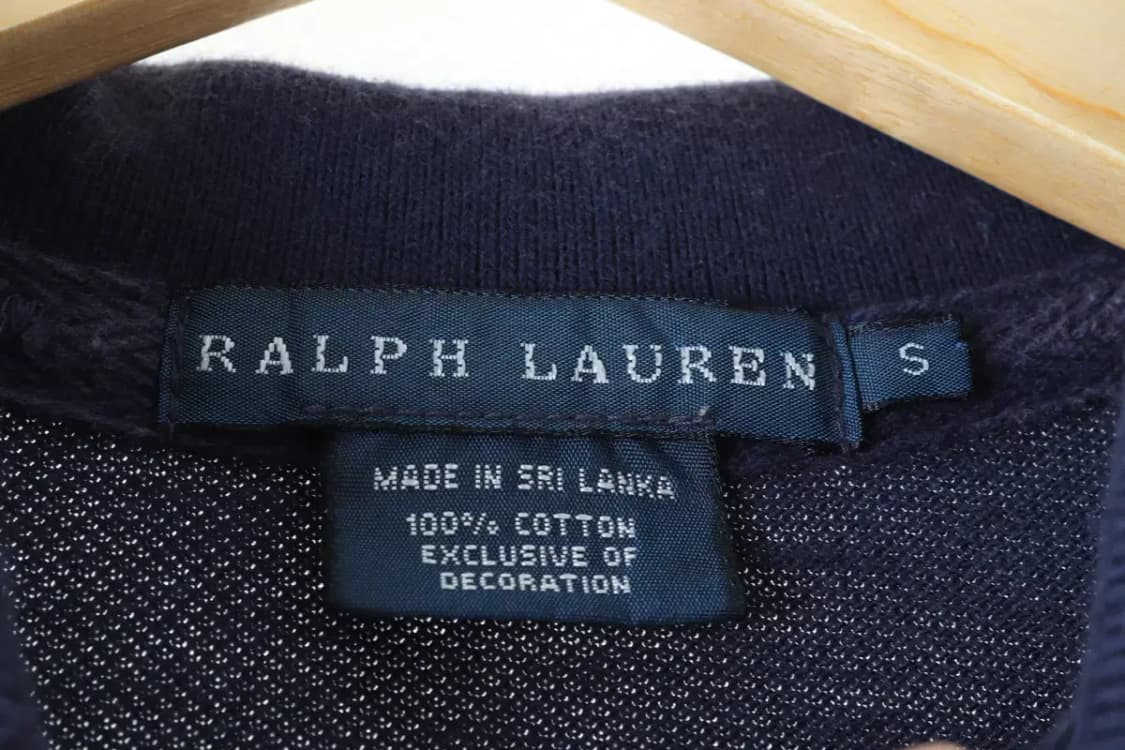 RALPH LAUREN
S
MADE IN SRI LANKA
100% COTTON
EXCLUSIVE OF
DECORATION